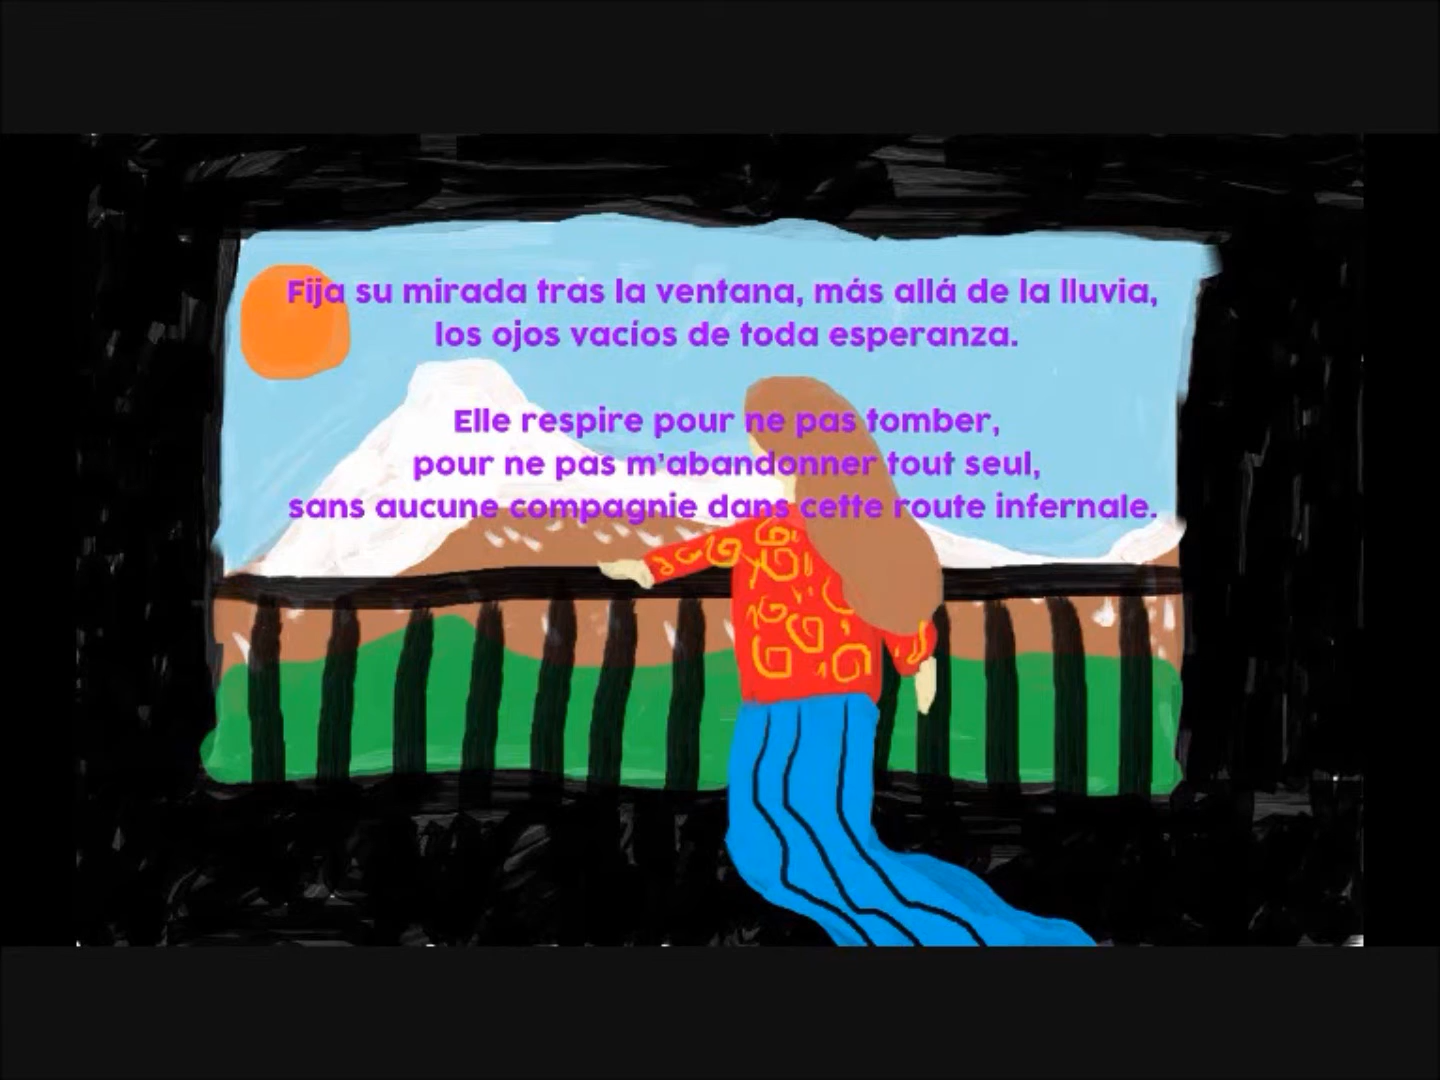 Fija su mirada tras la ventana, más allá de la lluvia,
los ojos vacíos de toda esperanza.
Elle respire pour ne pas tomber,
pour ne pas m'abandonner tout seul,
sans aucune compagnie dans cette route infernale.